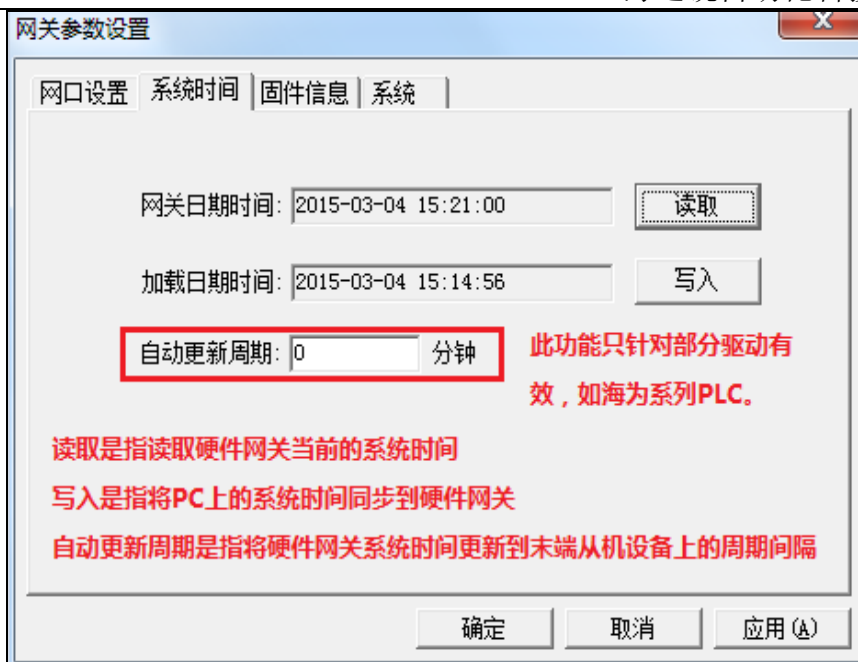 网关参数设置
X
网口设置 系统时间 固件信息 系统
网关日期时间: 2015-03-04 15:21:00 读取
加载日期时间: 2015-03-04 15:14:56 写入
自动更新周期: 0 分钟
此功能只针对部分驱动有
效，如海为系列PLC。
读取是指读取硬件网关当前的系统时间
写入是指将PC上的系统时间同步到硬件网关
自动更新周期是指将硬件网关系统时间更新到末端从机设备上的周期间隔
确定 取消 应用(A)